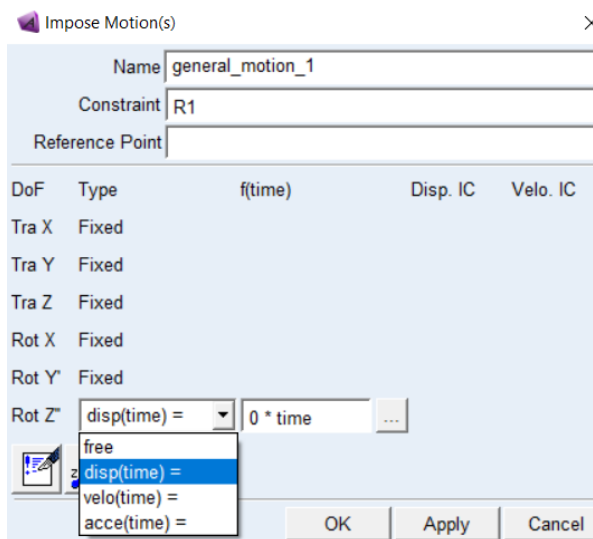 Impose Motion(s)
Name general_motion_1
Constraint R1
Reference Point
DoF Type f(time) Disp. IC Velo. IC
Tra X Fixed
Tra Y Fixed
Tra Z Fixed
Rot X Fixed
Rot Y' Fixed
Rot Z" disp(time) = 0 * time ...
free
disp(time) =
velo(time) =
acce(time) =
OK Apply Cancel